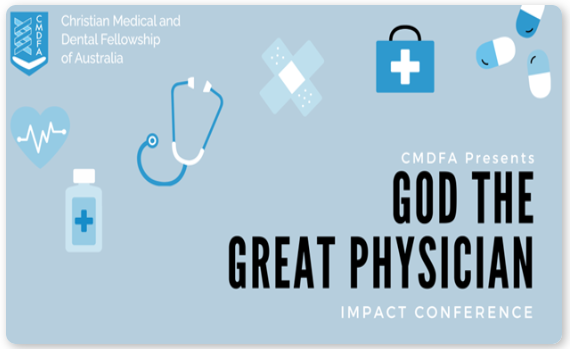 CMDFA
Christian Medical and
Dental Fellowship
of Australia
CMDFA Presents
GOD THE
GREAT PHYSICIAN
IMPACT CONFERENCE